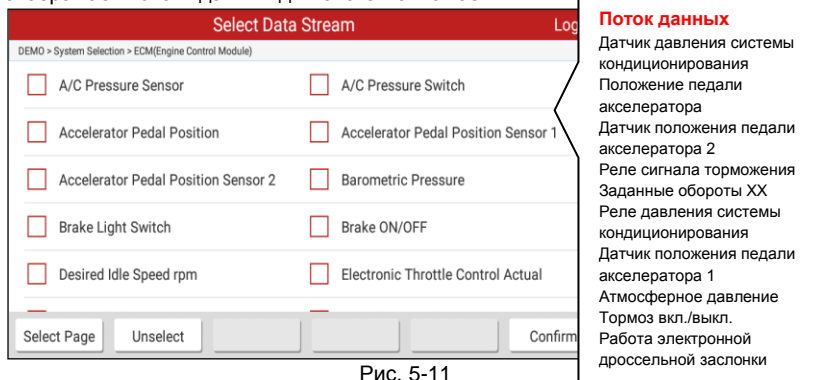 Select Data Stream Log
DEMO > System Selection > ECM(Engine Control Module)
A/C Pressure Sensor A/C Pressure Switch
Accelerator Pedal Position Accelerator Pedal Position Sensor 1
Accelerator Pedal Position Sensor 2 Barometric Pressure
Brake Light Switch Brake ON/OFF
Desired Idle Speed rpm Electronic Throttle Control Actual
Select Page Unselect Confirm
Рис. 5-11
Поток данных
Датчик давления системы
кондиционирования
Положение педали
акселератора
Датчик положения педали
акселератора 2
Реле сигнала торможения
Заданные обороты XX
Реле давления системы
кондиционирования
Датчик положения педали
акселератора 1
Атмосферное давление
Тормоз вкл./выкл.
Работа электронной
дроссельной заслонки